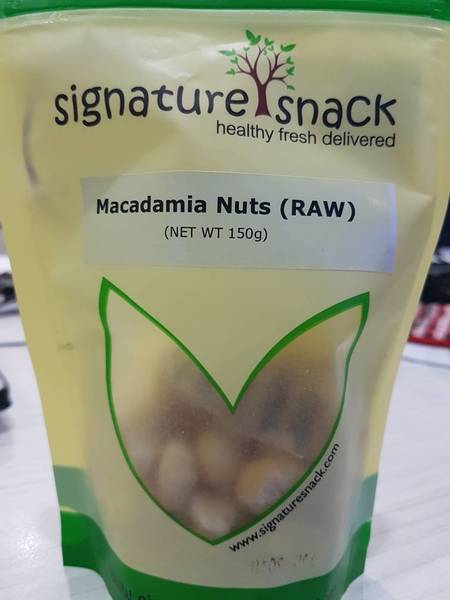 signature snack
healthy fresh delivered
Macadamia Nuts (RAW)
(NET WT 150g)
www.signaturesnack.com